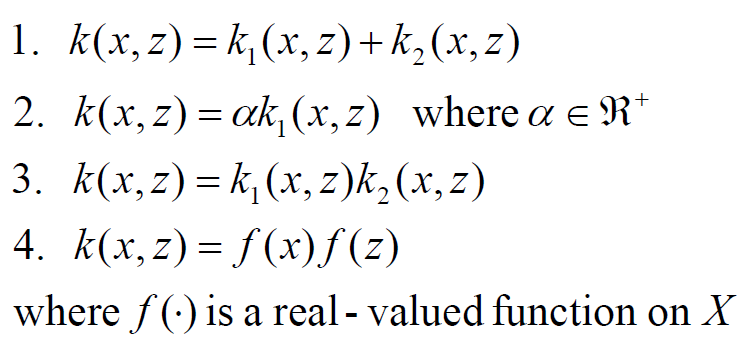 1. k(x, z) = k₁(x, z) + k₂(x, z)
2. k(x, z) = αk₁(x, z) where α ∈ ℜ⁺
3. k(x, z) = k₁(x, z)k₂(x, z)
4. k(x, z) = f(x)f(z)
where f(·) is a real-valued function on X